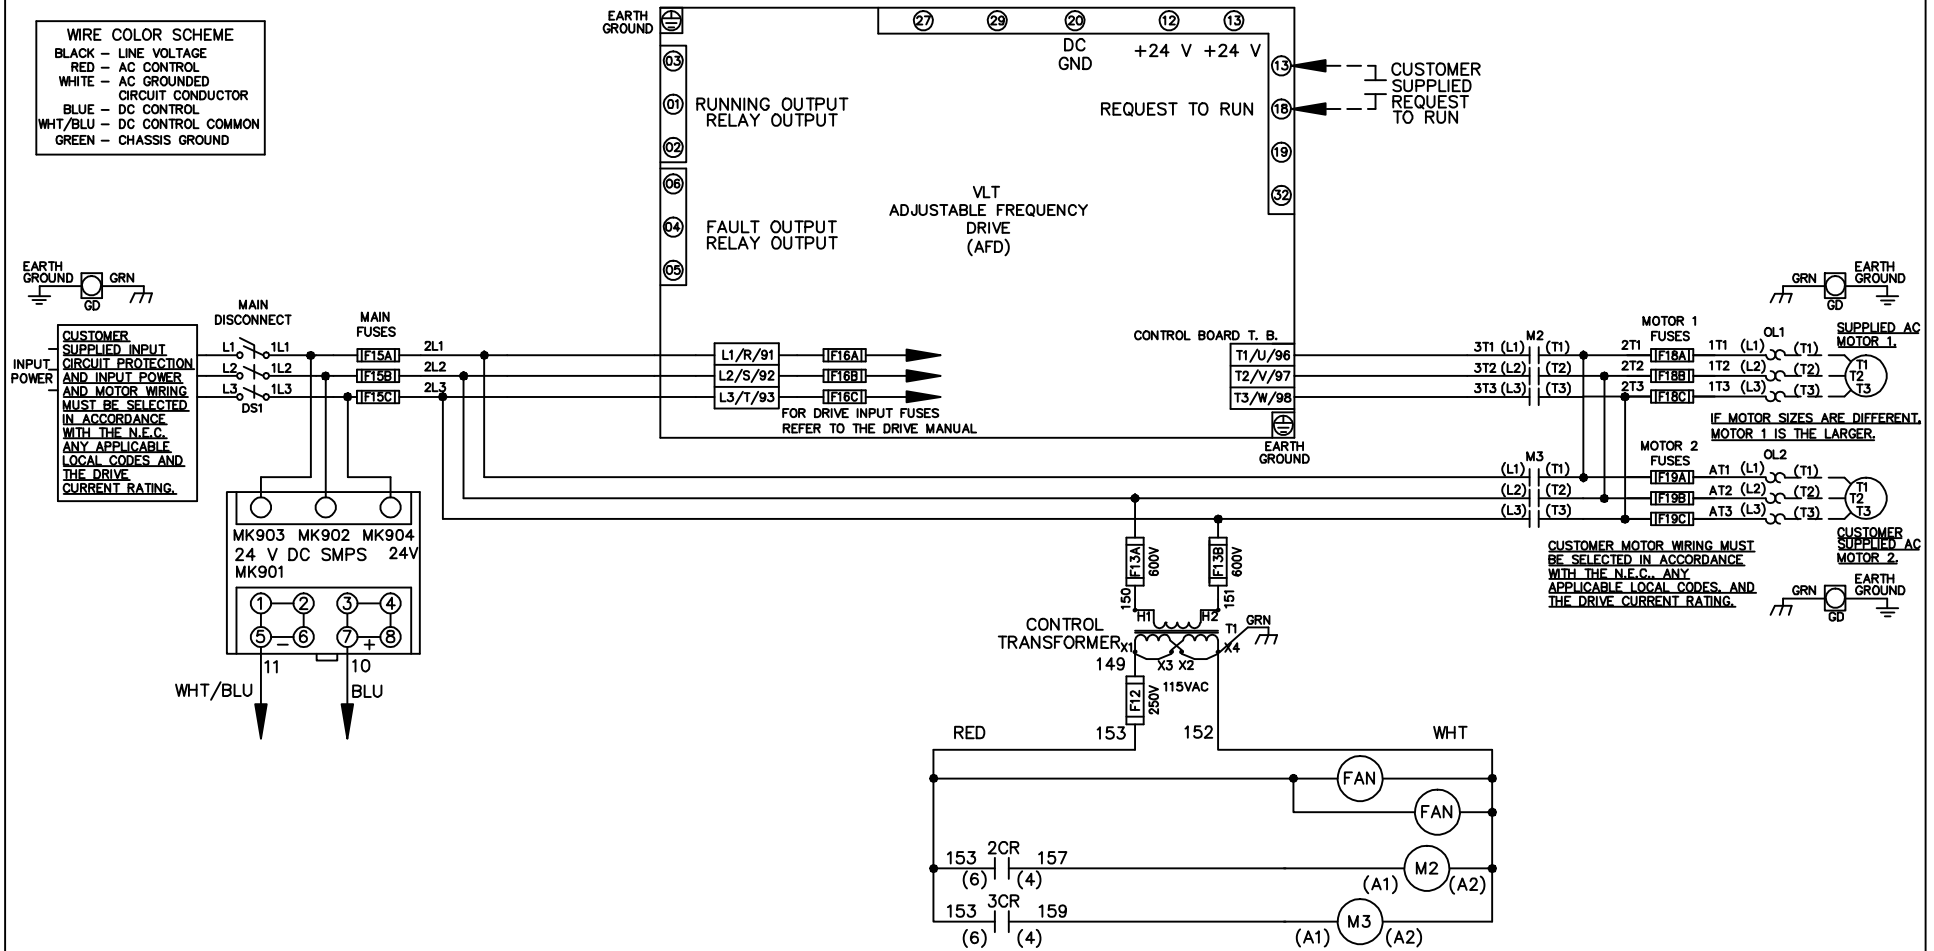 WIRE COLOR SCHEME
BLACK – LINE VOLTAGE
RED – AC CONTROL
WHITE – AC GROUNDED
CIRCUIT CONDUCTOR
BLUE – DC CONTROL
WHT/BLU – DC CONTROL COMMON
GREEN – CHASSIS GROUND
EARTH
GROUND
27
29
20
12
13
DC
GND
+24 V
+24 V
03
01
02
RUNNING OUTPUT
RELAY OUTPUT
06
04
05
FAULT OUTPUT
RELAY OUTPUT
VLT
ADJUSTABLE FREQUENCY
DRIVE
(AFD)
REQUEST TO RUN
13
18
19
32
CUSTOMER
SUPPLIED
REQUEST
TO RUN
EARTH
GROUND
GRN
GD
INPUT
POWER
CUSTOMER
SUPPLIED INPUT
CIRCUIT PROTECTION
AND INPUT POWER
AND MOTOR WIRING
MUST BE SELECTED
IN ACCORDANCE
WITH THE N.E.C.
ANY APPLICABLE
LOCAL CODES AND
THE DRIVE
CURRENT RATING.
MAIN
DISCONNECT
L1
1L1
L2
1L2
L3
1L3
DS1
MAIN
FUSES
F15A
F15B
F15C
2L1
2L2
2L3
L1/R/91
L2/S/92
L3/T/93
F16A
F16B
F16C
FOR DRIVE INPUT FUSES
REFER TO THE DRIVE MANUAL
CONTROL BOARD T. B.
T1/U/96
T2/V/97
T3/W/98
EARTH
GROUND
M2
3T1 (L1) (T1)
3T2 (L2) (T2)
3T3 (L3) (T3)
MOTOR 1
FUSES
2T1
2T2
2T3
F18A
F18B
F18C
1T1 (L1)
1T2 (L2)
1T3 (L3)
OL1
(T1)
(T2)
(T3)
T1
T2
T3
GRN
GD
EARTH
GROUND
SUPPLIED AC
MOTOR 1.
IF MOTOR SIZES ARE DIFFERENT,
MOTOR 1 IS THE LARGER.
M3
(L1) (T1)
(L2) (T2)
(L3) (T3)
MOTOR 2
FUSES
F19A
F19B
F19C
AT1 (L1)
AT2 (L2)
AT3 (L3)
OL2
(T1)
(T2)
(T3)
T1
T2
T3
CUSTOMER
SUPPLIED AC
MOTOR 2.
CUSTOMER MOTOR WIRING MUST
BE SELECTED IN ACCORDANCE
WITH THE N.E.C., ANY
APPLICABLE LOCAL CODES, AND
THE DRIVE CURRENT RATING.
GRN
GD
EARTH
GROUND
MK903 MK902 MK904
24 V DC SMPS 24V
MK901
1 2 3 4
5 – 6 7 + 8
11
10
WHT/BLU
BLU
F13A
600V
F13B
600V
150
151
H1
H2
CONTROL
TRANSFORMER
T1
GRN
X1
X3 X2
X4
149
115VAC
F12
250V
153
152
RED
WHT
FAN
FAN
153 2CR 157
(6) (4)
M2
(A1) (A2)
153 3CR 159
(6) (4)
M3
(A1) (A2)